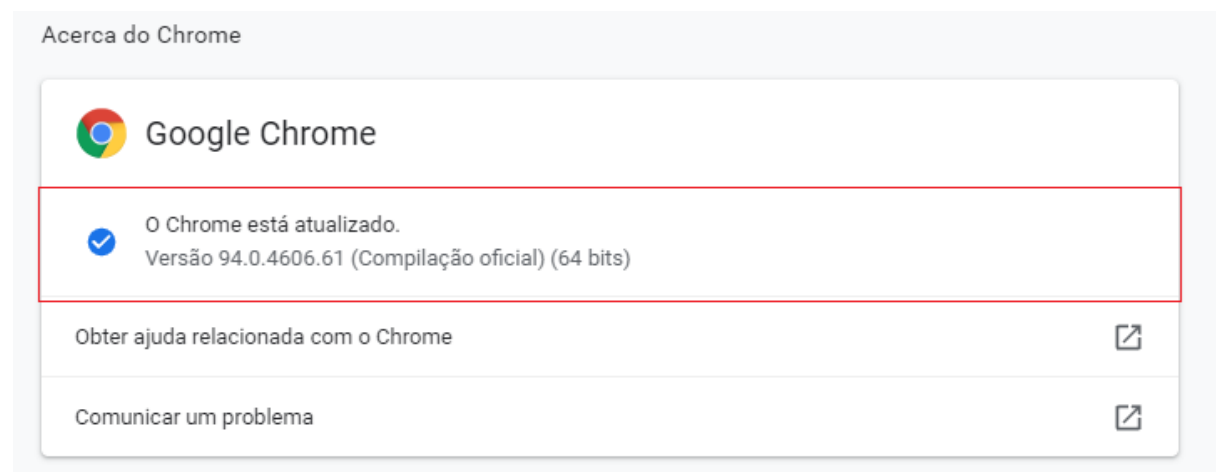 Acerca do Chrome
Google Chrome
O Chrome está atualizado.
Versão 94.0.4606.61 (Compilação oficial) (64 bits)
Obter ajuda relacionada com o Chrome
Comunicar um problema